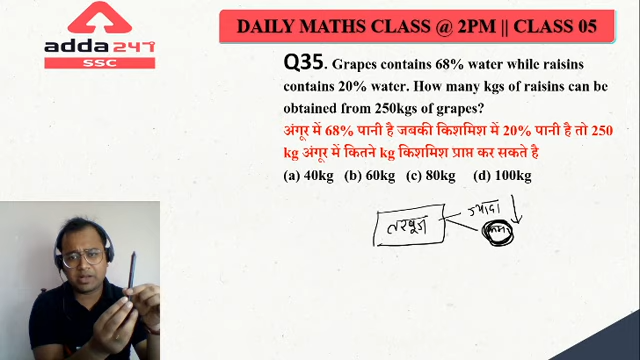 DAILY MATHS CLASS @ 2PM || CLASS 05
adda247
SSC
Q35. Grapes contains 68% water while raisins
contains 20% water. How many kgs of raisins can be
obtained from 250kgs of grapes?
अंगूर में 68% पानी है जबकी किशमिश में 20% पानी है तो 250
kg अंगूर में कितने kg किशमिश प्राप्त कर सकते है
(a) 40kg (b) 60kg (c) 80kg (d) 100kg
तरबूज
ज्यादा